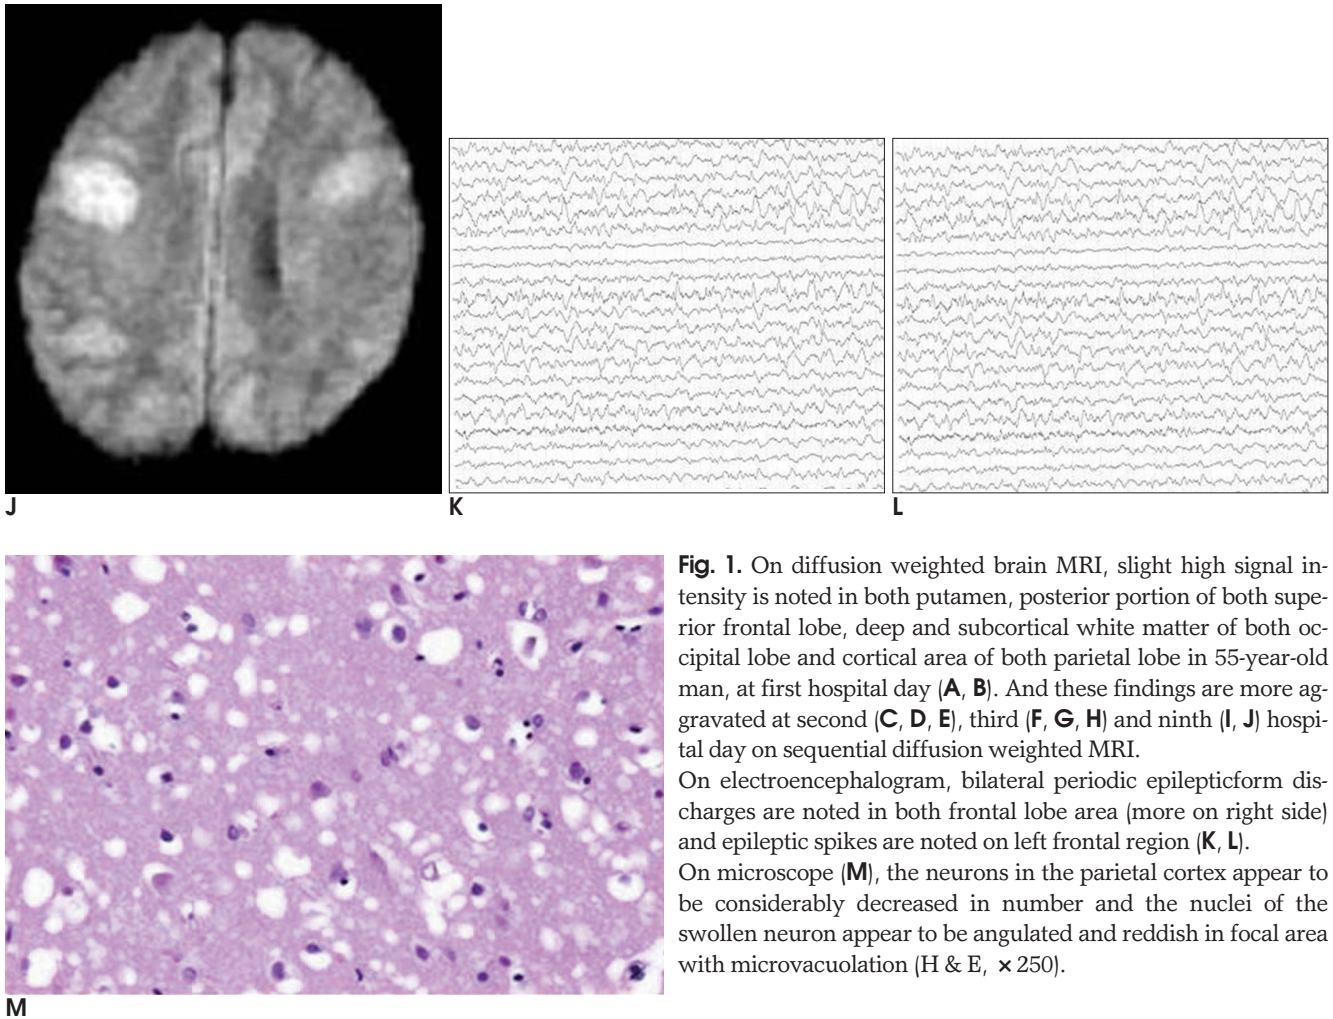 J
K
L
Fig. 1. On diffusion weighted brain MRI, slight high signal in-
tensity is noted in both putamen, posterior portion of both supe-
rior frontal lobe, deep and subcortical white matter of both oc-
cipital lobe and cortical area of both parietal lobe in 55-year-old
man, at first hospital day (A, B). And these findings are more ag-
gravated at second (C, D, E), third (F, G, H) and ninth (I, J) hospi-
tal day on sequential diffusion weighted MRI.
On electroencephalogram, bilateral periodic epilepticform dis-
charges are noted in both frontal lobe area (more on right side)
and epileptic spikes are noted on left frontal region (K, L).
On microscope (M), the neurons in the parietal cortex appear to
be considerably decreased in number and the nuclei of the
swollen neuron appear to be angulated and reddish in focal area
with microvacuolation (H & E, × 250).
M